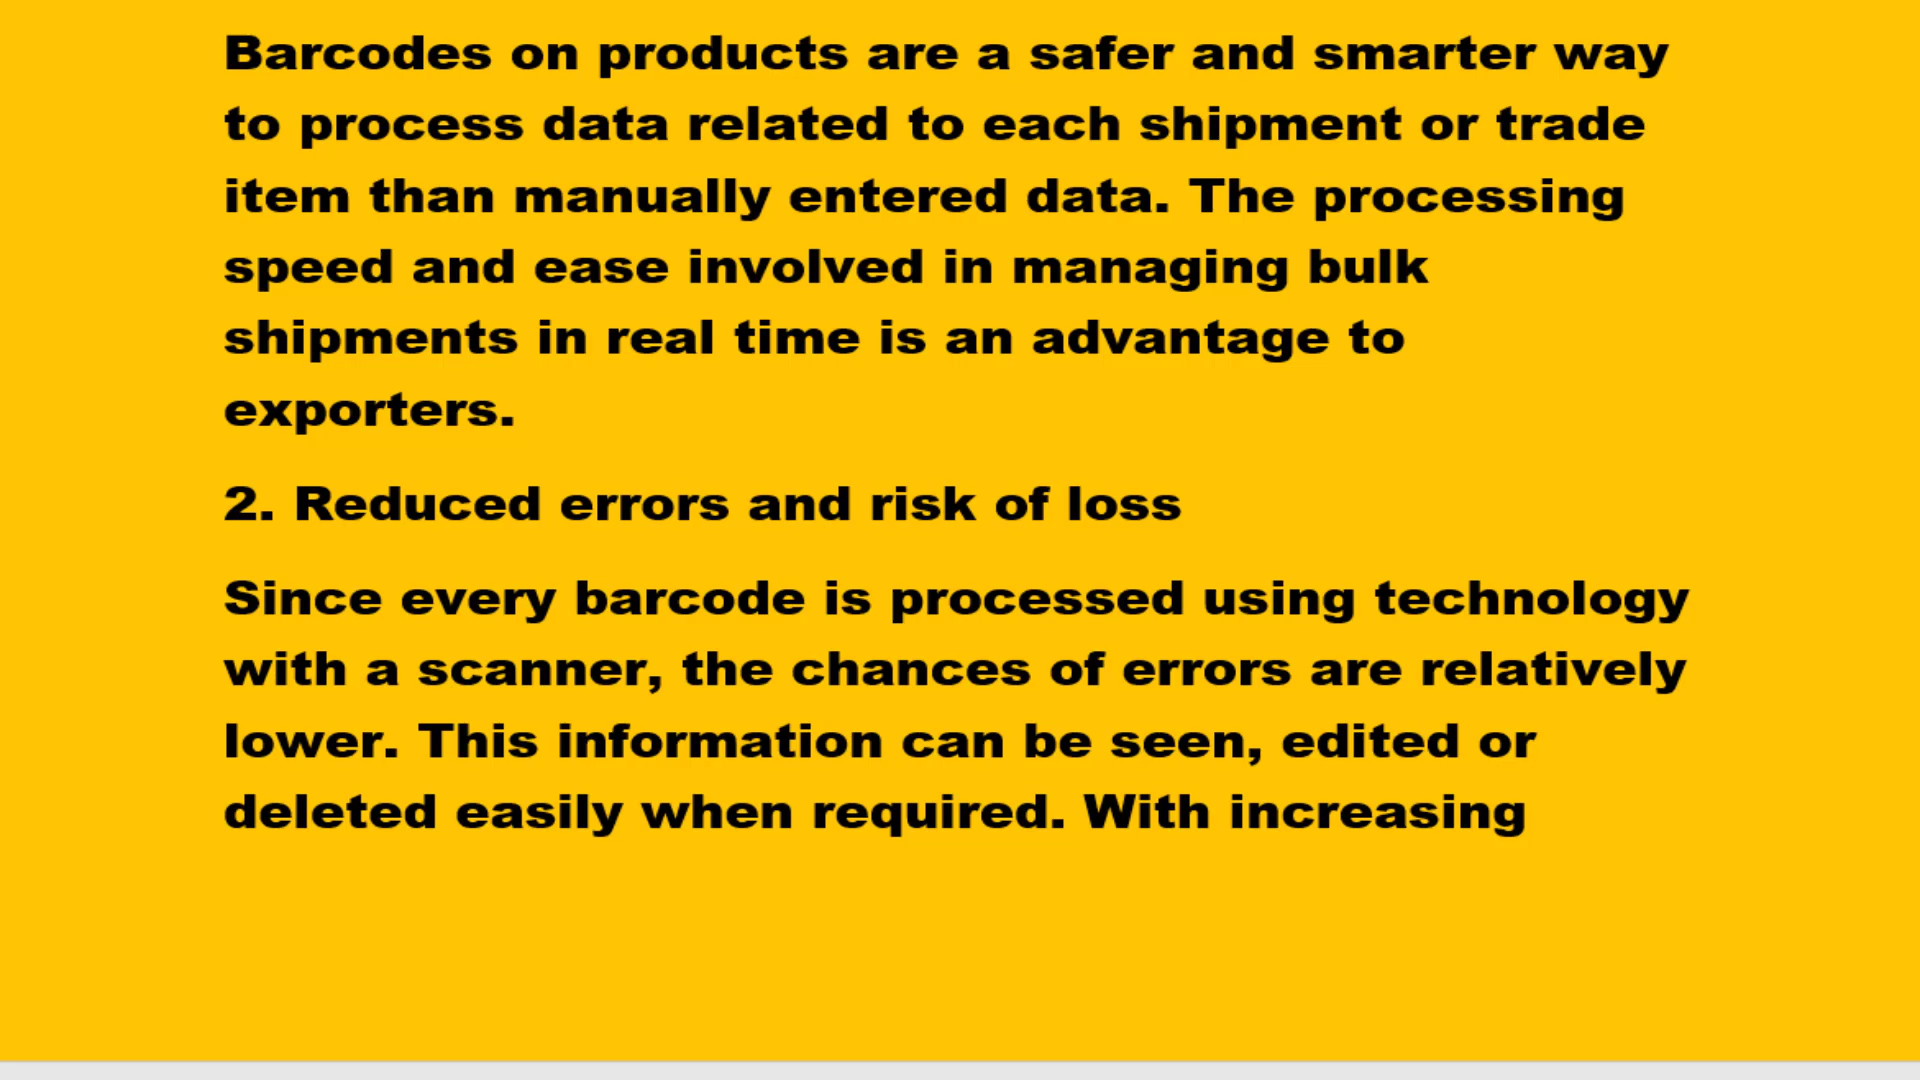 Barcodes on products are a safer and smarter way
to process data related to each shipment or trade
item than manually entered data. The processing
speed and ease involved in managing bulk
shipments in real time is an advantage to
exporters.
2. Reduced errors and risk of loss
Since every barcode is processed using technology
with a scanner, the chances of errors are relatively
lower. This information can be seen, edited or
deleted easily when required. With increasing